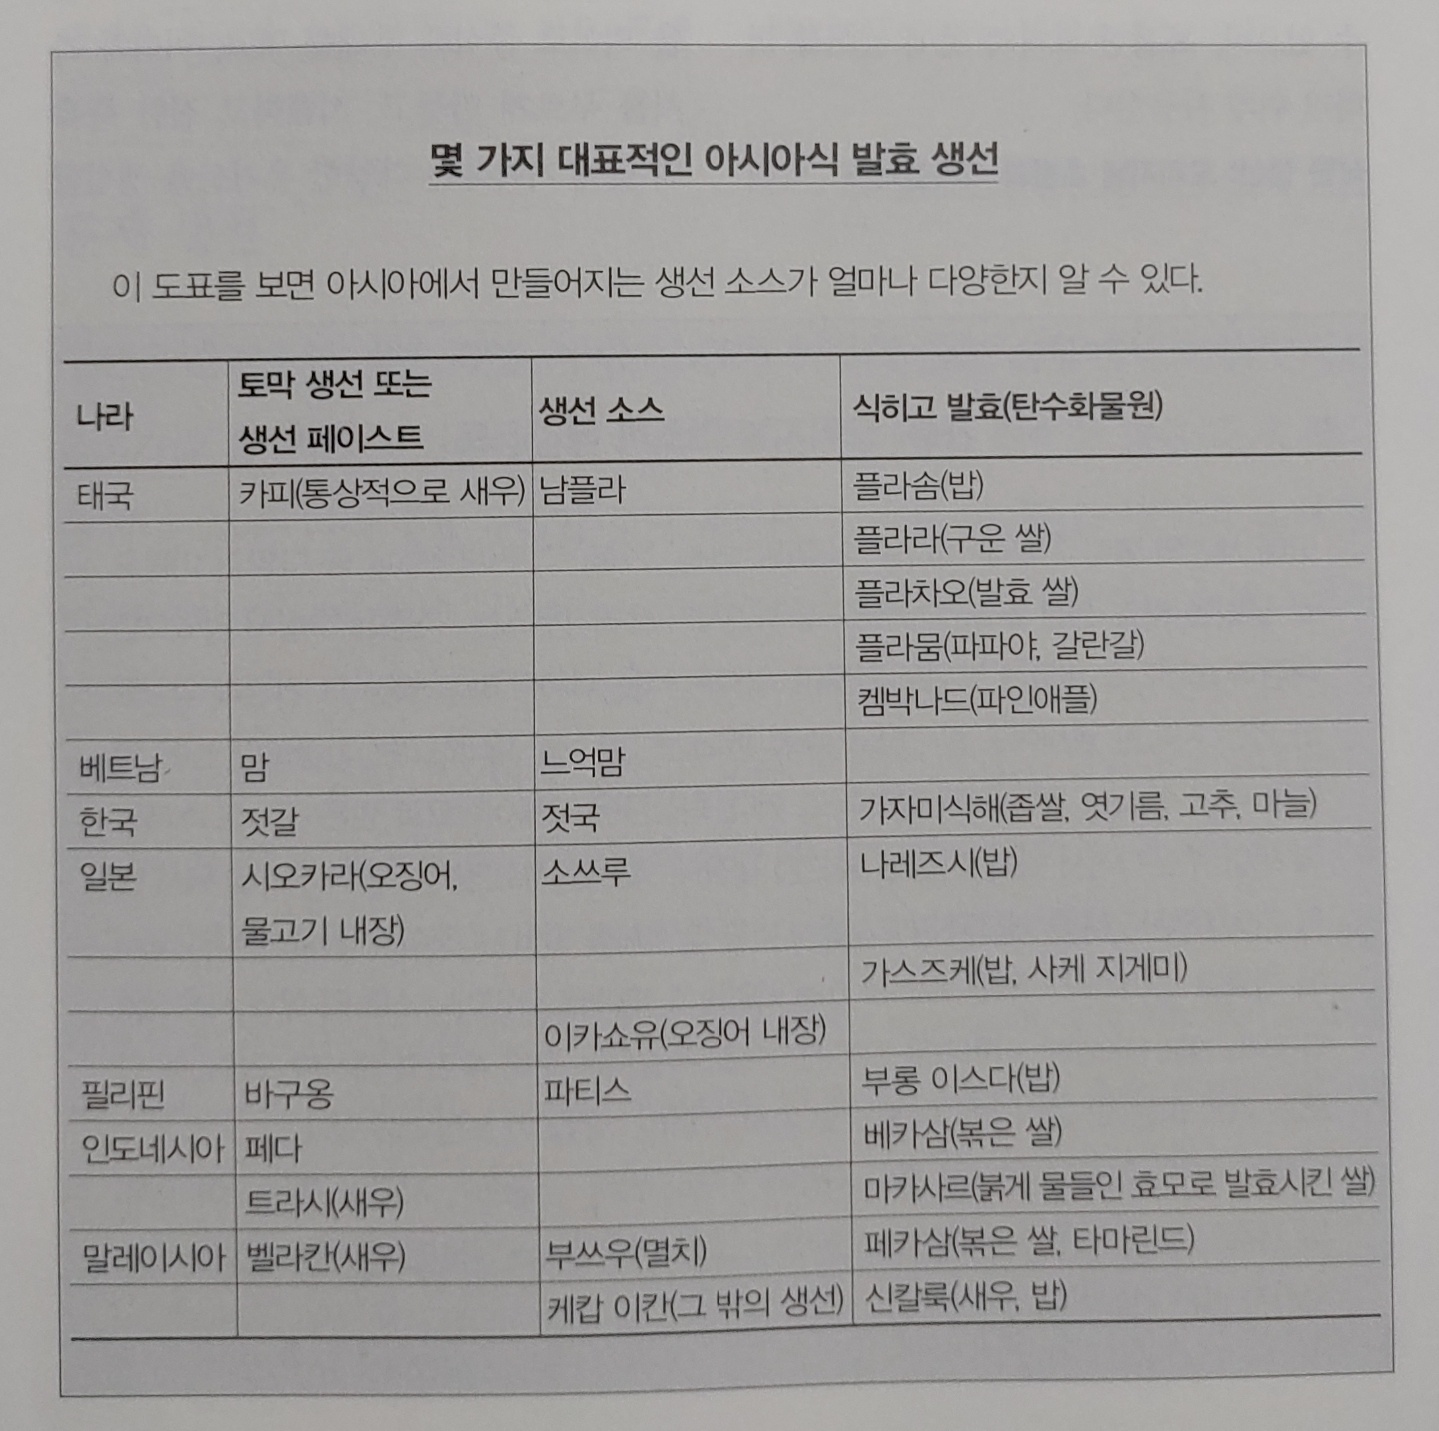 몇 가지 대표적인 아시아식 발효 생선
이 도표를 보면 아시아에서 만들어지는 생선 소스가 얼마나 다양한지 알 수 있다.
나라 토막 생선 또는 생선 페이스트 생선 소스 식히고 발효(탄수화물원)
태국 카피(통상적으로 새우) 남플라 플라솜(밥)
플라라(구운 쌀)
플라차오(발효 쌀)
플라뭄(파파야, 갈란갈)
켐박나드(파인애플)
베트남 맘 느억맘
한국 젓갈 젓국 가자미식해(좁쌀, 엿기름, 고추, 마늘)
일본 시오카라(오징어, 물고기 내장) 소쓰루 나레즈시(밥)
가스즈케(밥, 사케 지게미)
이카쇼유(오징어 내장)
필리핀 바구옹 파티스 부롱 이스다(밥)
인도네시아 페다 베카삼(볶은 쌀)
트라시(새우) 마카사르(붉게 물들인 효모로 발효시킨 쌀)
말레이시아 벨라칸(새우) 부쓰우(멸치) 페카삼(볶은 쌀, 타마린드)
케캅 이칸(그 밖의 생선) 신칼룩(새우, 밥)